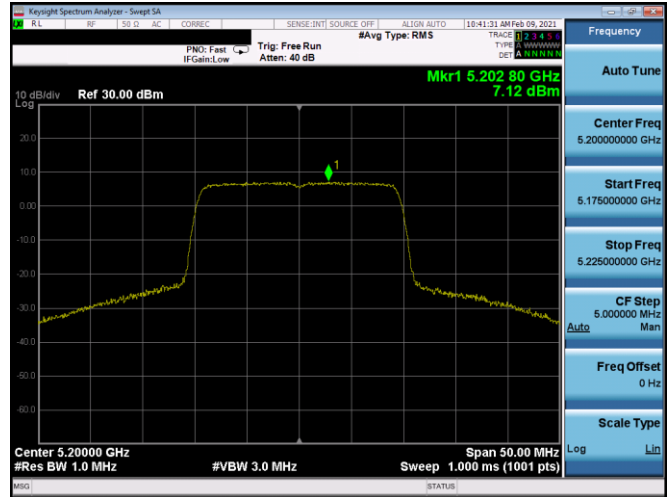 Keysight Spectrum Analyzer - Swept SA
RL RF 50 Ω AC CORREC SENSE:INT SOURCE OFF ALIGN AUTO 10:41:31 AM Feb 09, 2021
#Avg Type: RMS
TRACE 1 2 3 4 5 6
PNO: Fast Trig: Free Run TYPE A WWWWW
IFGain:Low Atten: 40 dB DET A N N N N N
Mkr1 5.202 80 GHz
7.12 dBm
10 dB/div Ref 30.00 dBm
Log
1
20.0
10.0
0.00
-10.0
-20.0
-30.0
-40.0
-50.0
-60.0
Center 5.20000 GHz Span 50.00 MHz
#Res BW 1.0 MHz #VBW 3.0 MHz Sweep 1.000 ms (1001 pts)
MSG STATUS
Frequency
Auto Tune
Center Freq
5.200000000 GHz
Start Freq
5.175000000 GHz
Stop Freq
5.225000000 GHz
CF Step
5.000000 MHz
Auto Man
Freq Offset
0 Hz
Scale Type
Log Lin